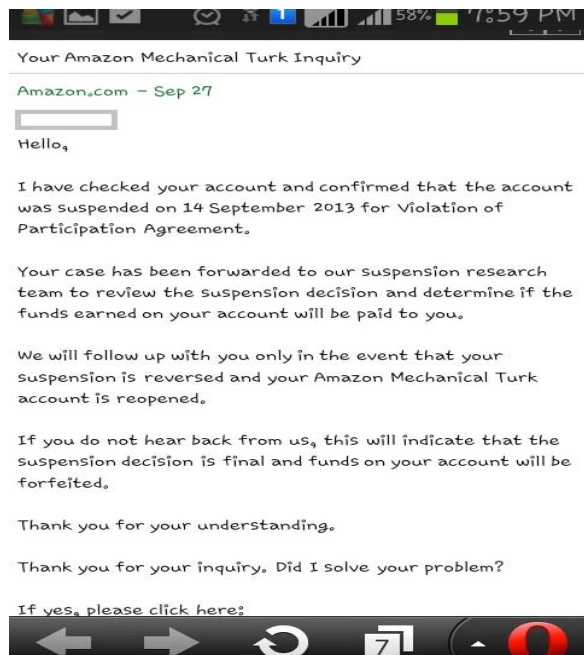 1 58% 7:59 PM
Your Amazon Mechanical Turk Inquiry
Amazon.com – Sep 27
Hello,
I have checked your account and confirmed that the account
was suspended on 14 September 2013 for Violation of
Participation Agreement.
Your case has been forwarded to our suspension research
team to review the suspension decision and determine if the
funds earned on your account will be paid to you.
We will follow up with you only in the event that your
suspension is reversed and your Amazon Mechanical Turk
account is reopened.
If you do not hear back from us, this will indicate that the
suspension decision is final and funds on your account will be
forfeited.
Thank you for your understanding.
Thank you for your inquiry. Did I solve your problem?
If yes, please click here:
7